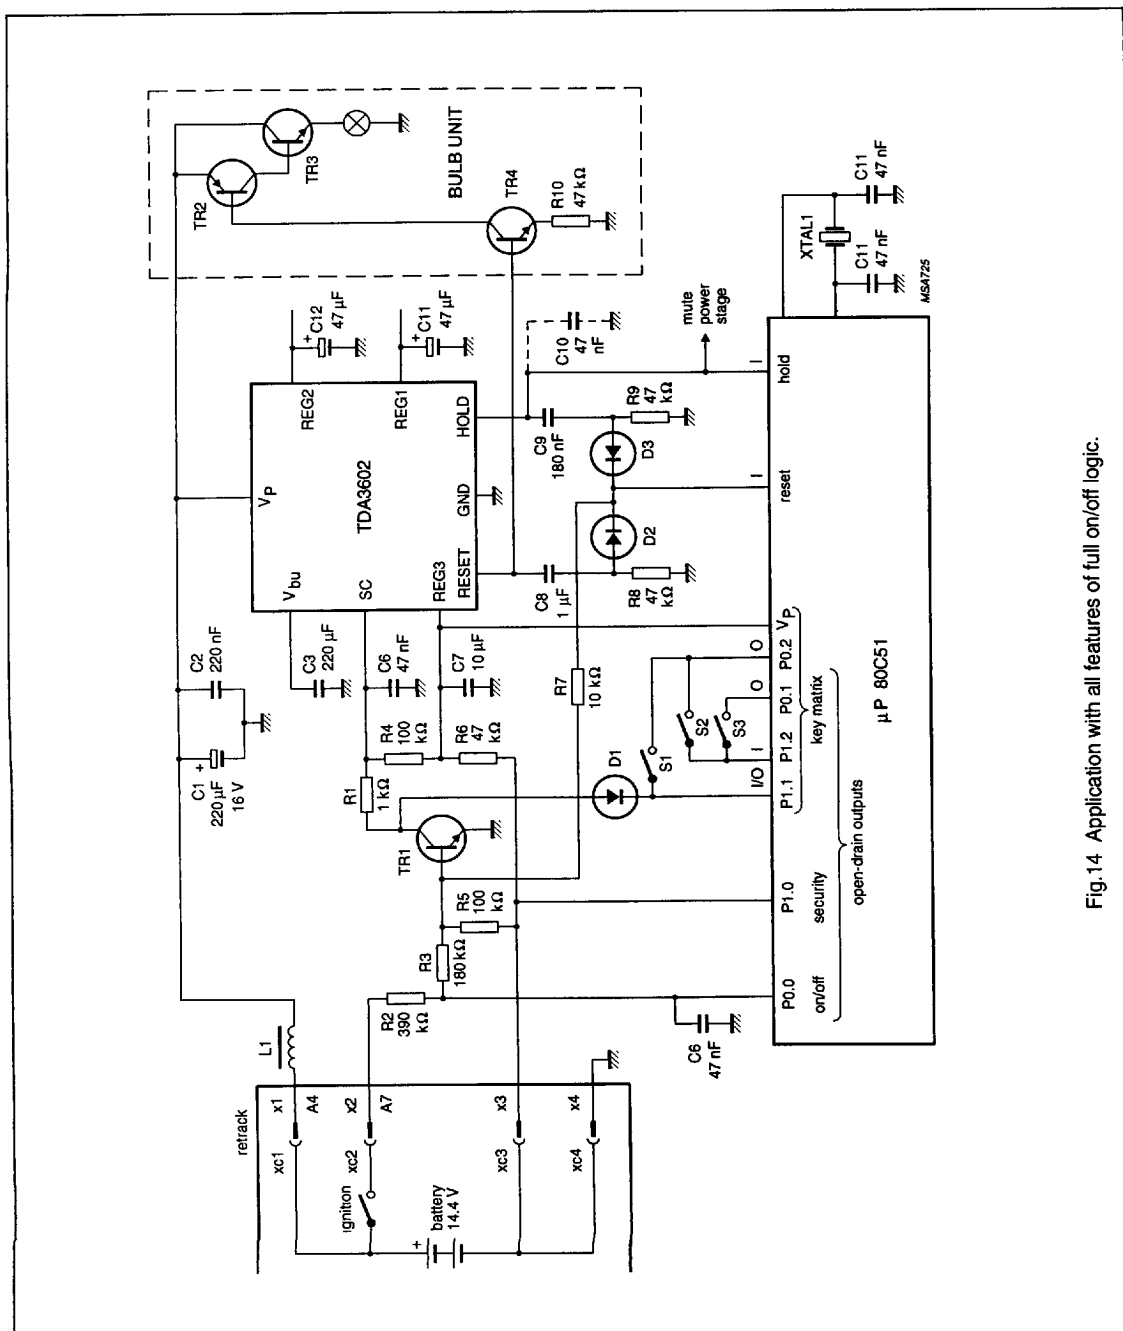 BULB UNIT
TR2
TR3
TR4
R10
47 kΩ
C12
47 μF
+
C11
47 μF
+
REG2
REG1
VP
TDA3602
HOLD
GND
Vbu
SC
REG3
RESET
C2
220 nF
C1
220 μF
16 V
+
C3
220 μF
C6
47 nF
C7
10 μF
R4
100
kΩ
R6
47
kΩ
R1
1 kΩ
TR1
R5
100
kΩ
R3
180 kΩ
R2
390
kΩ
L1
C10
47
nF
C9
180 nF
R9
47
kΩ
D3
D2
C8
1 μF
R8
47
kΩ
R7
10 kΩ
D1
S1
S2
S3
mute
power
stage
XTAL1
C11
47 nF
C11
47 nF
MSA725
I
hold
I
reset
VP
O
P0.2
O
P0.1
I
P1.2
I/O
P1.1
key matrix
P1.0
security
open-drain outputs
P0.0
on/off
μP 80C51
C6
47 nF
retrack
x1
A4
xc1
x2
A7
xc2
x3
xc3
x4
xc4
ignition
battery
14.4 V
+
Fig.14 Application with all features of full on/off logic.